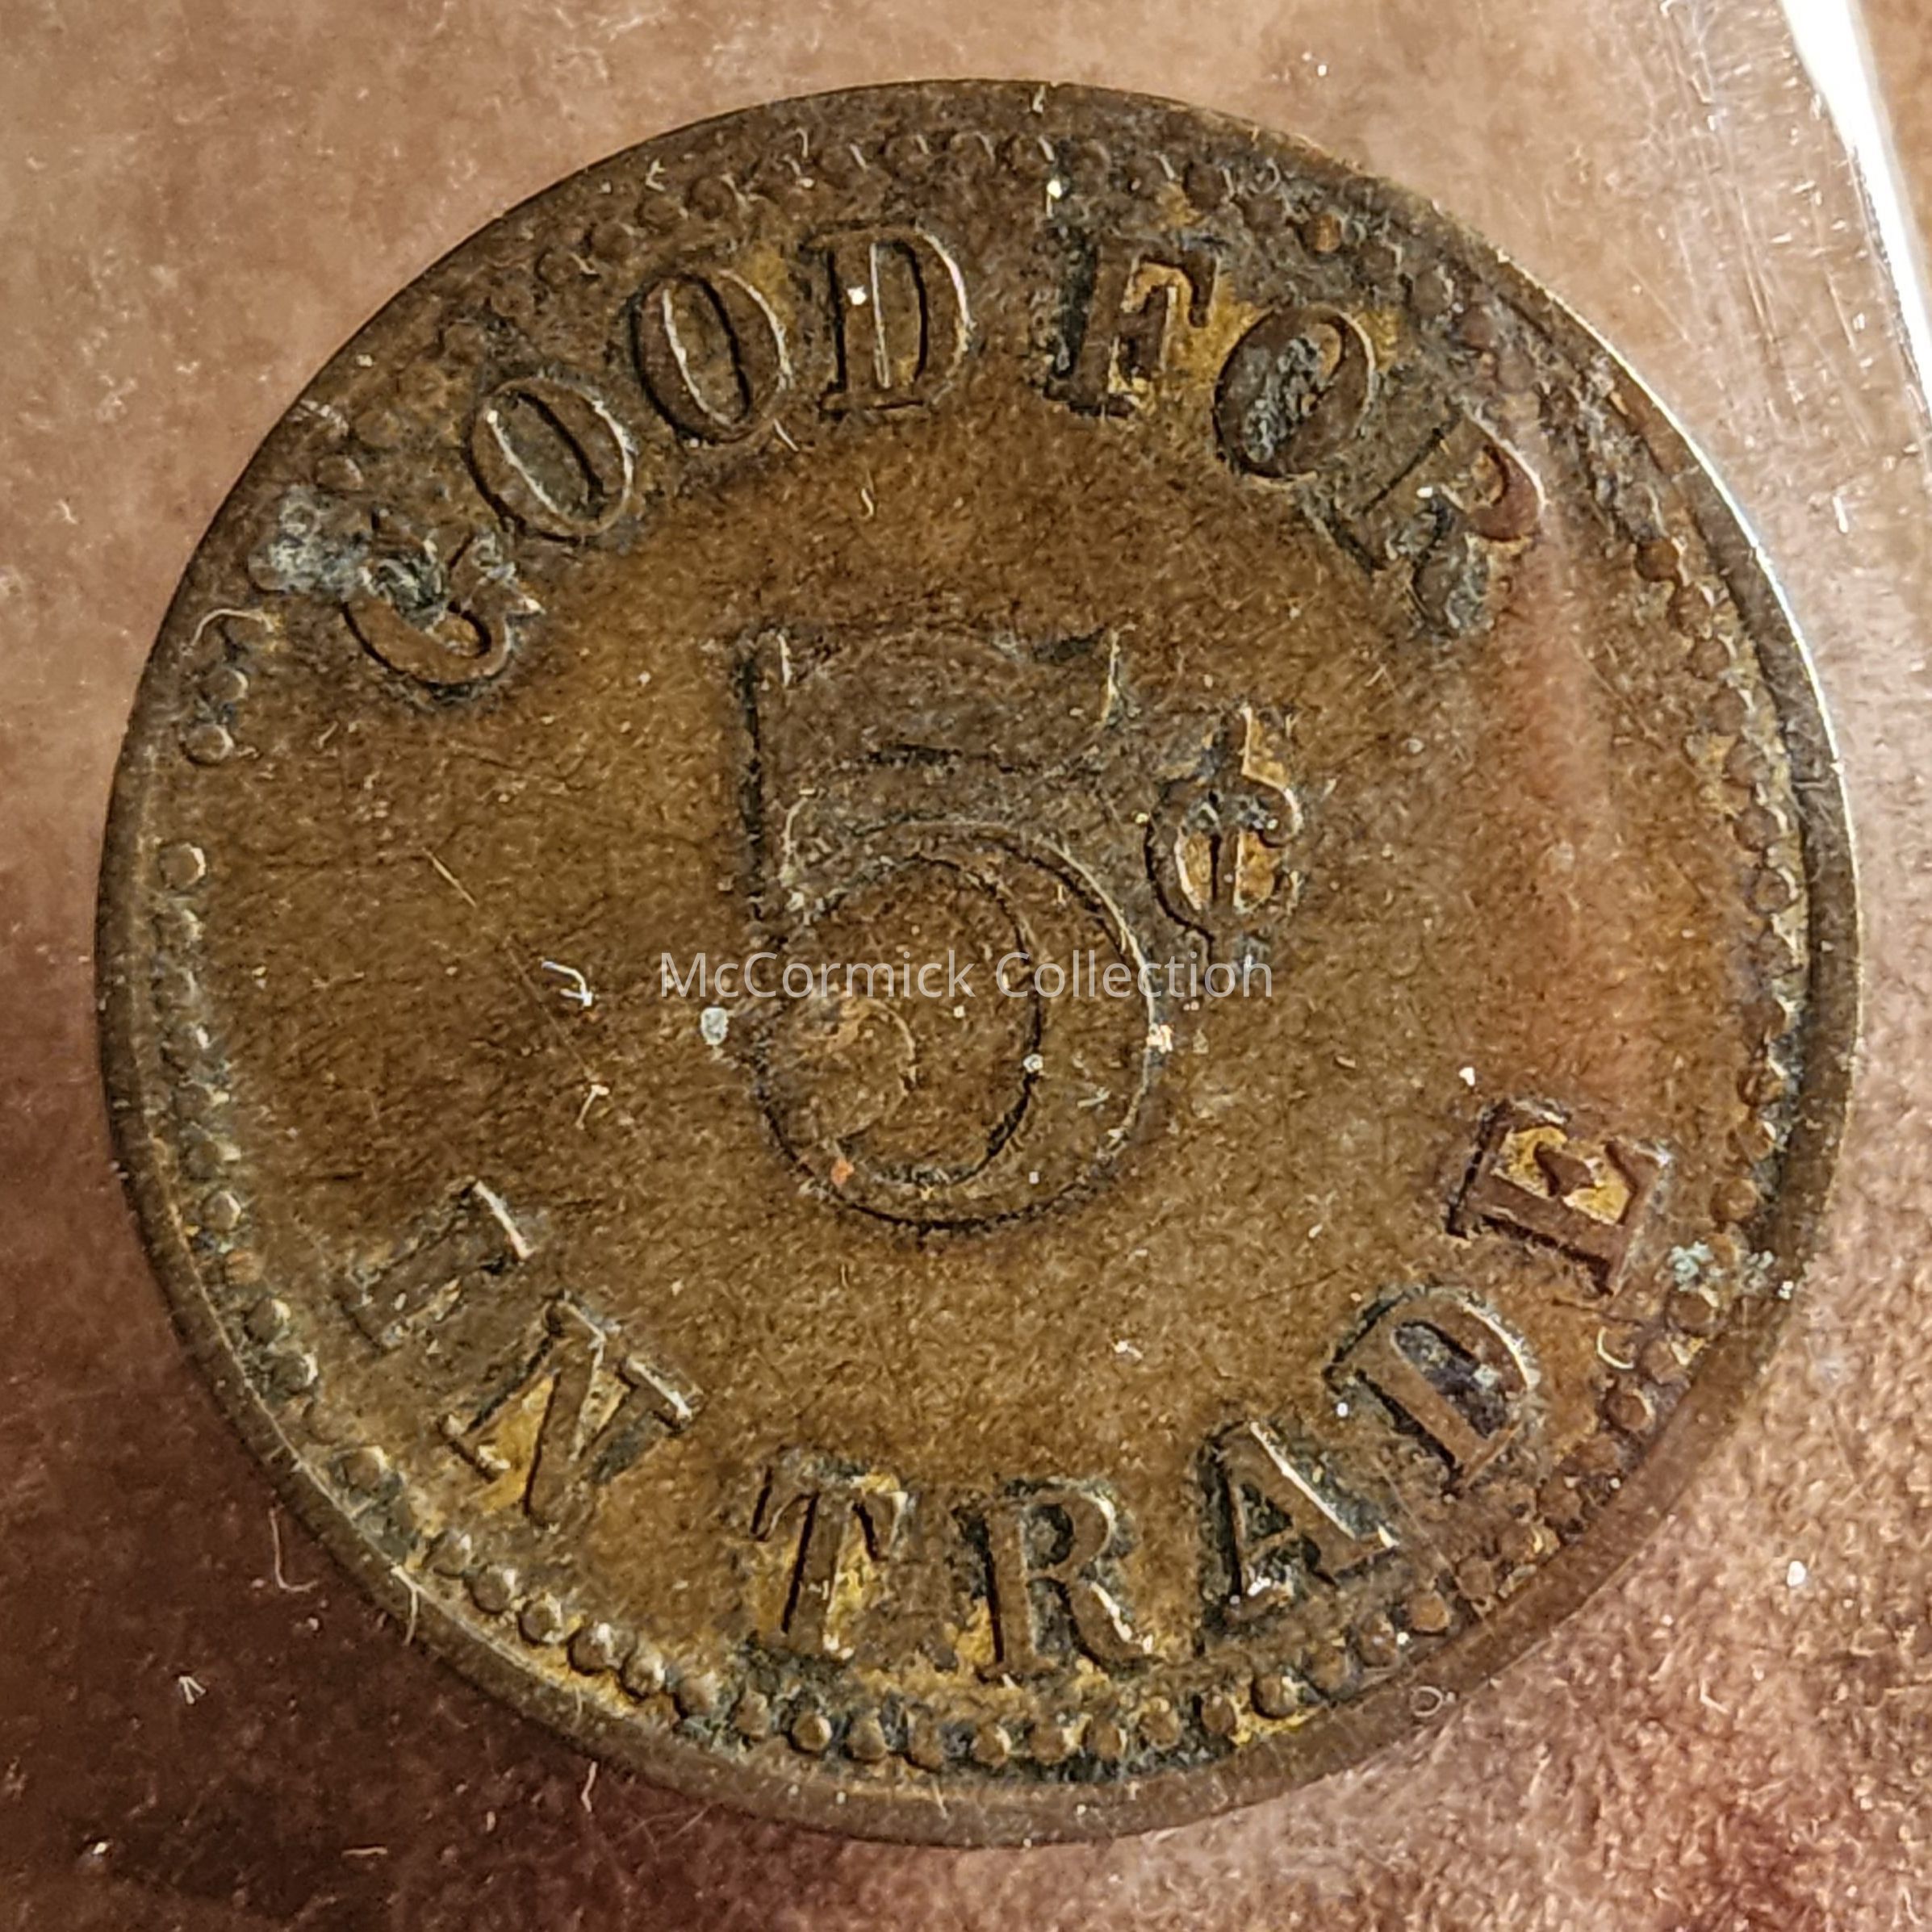 GOOD FOR
5¢
McCormick Collection
IN TRADE